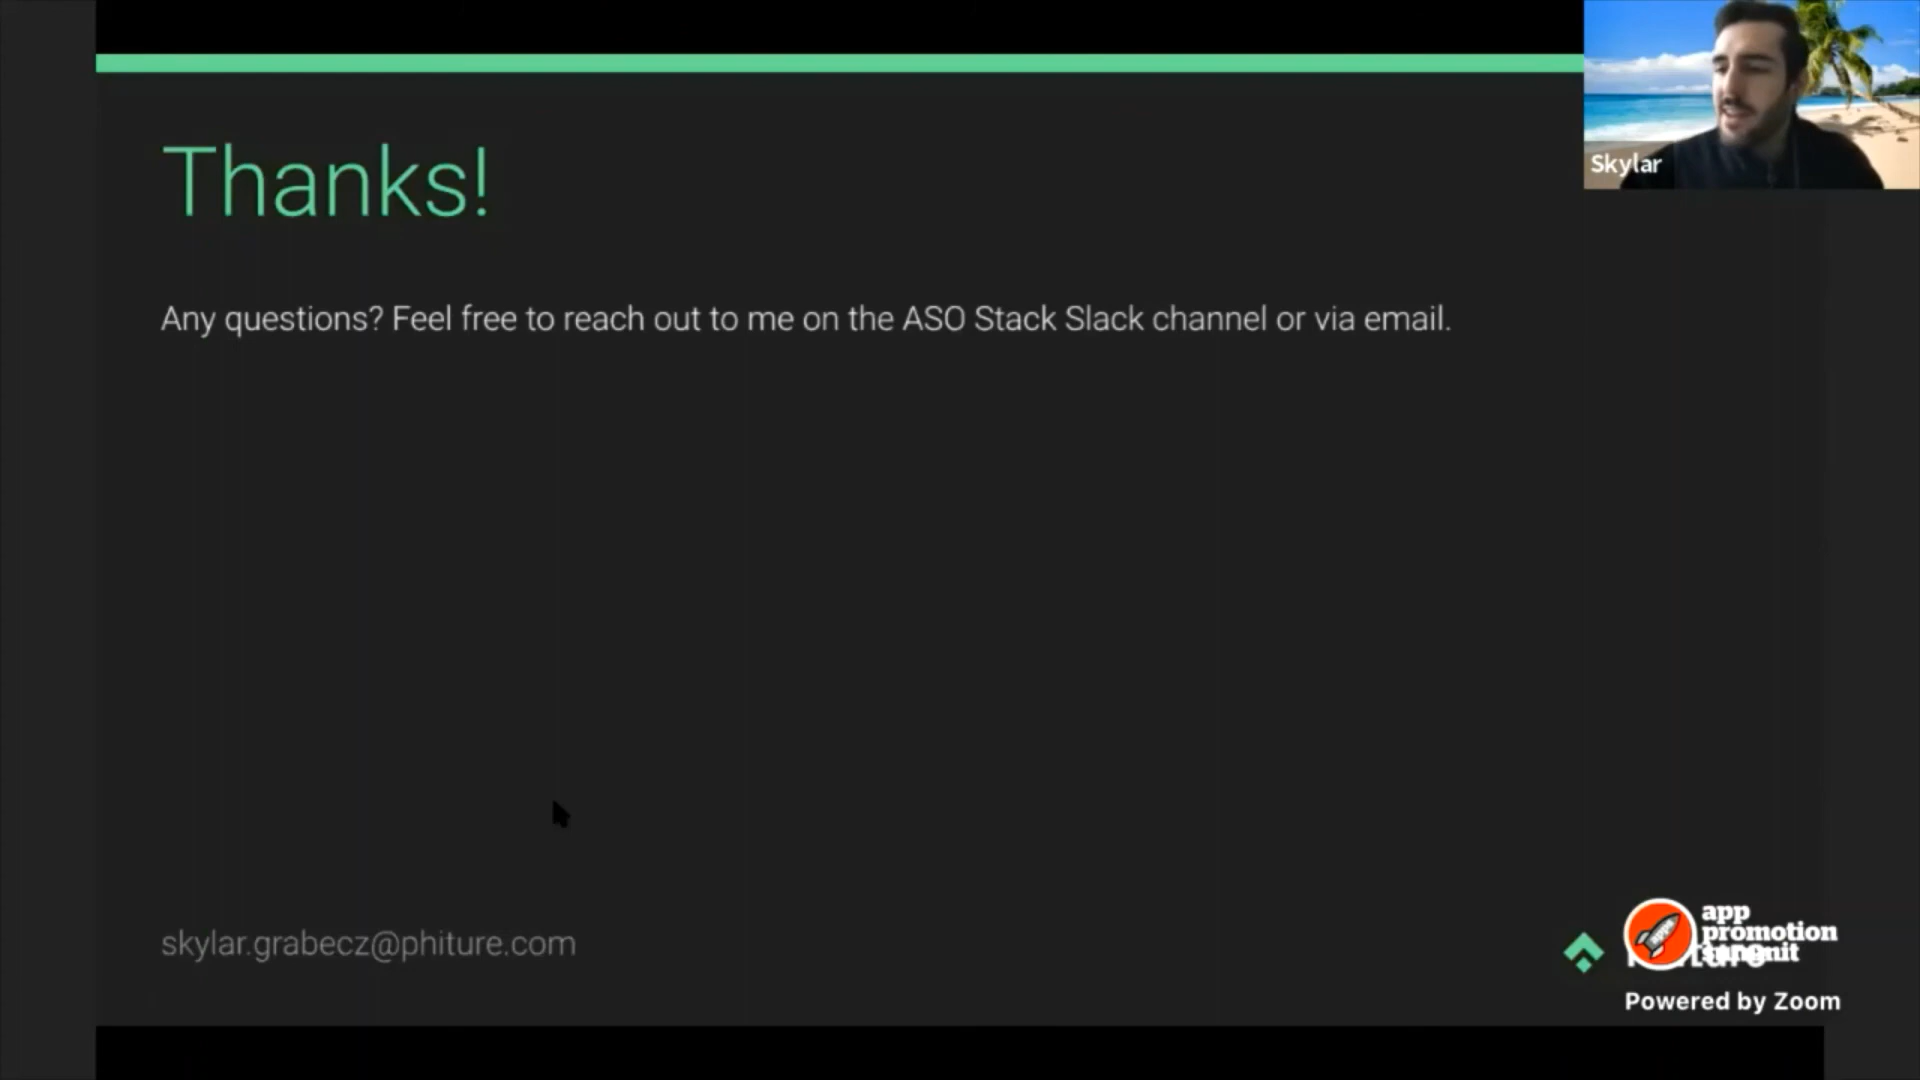 Thanks!
Skylar
Any questions? Feel free to reach out to me on the ASO Stack Slack channel or via email.
skylar.grabecz@phiture.com
app
promotion
summit
Powered by Zoom